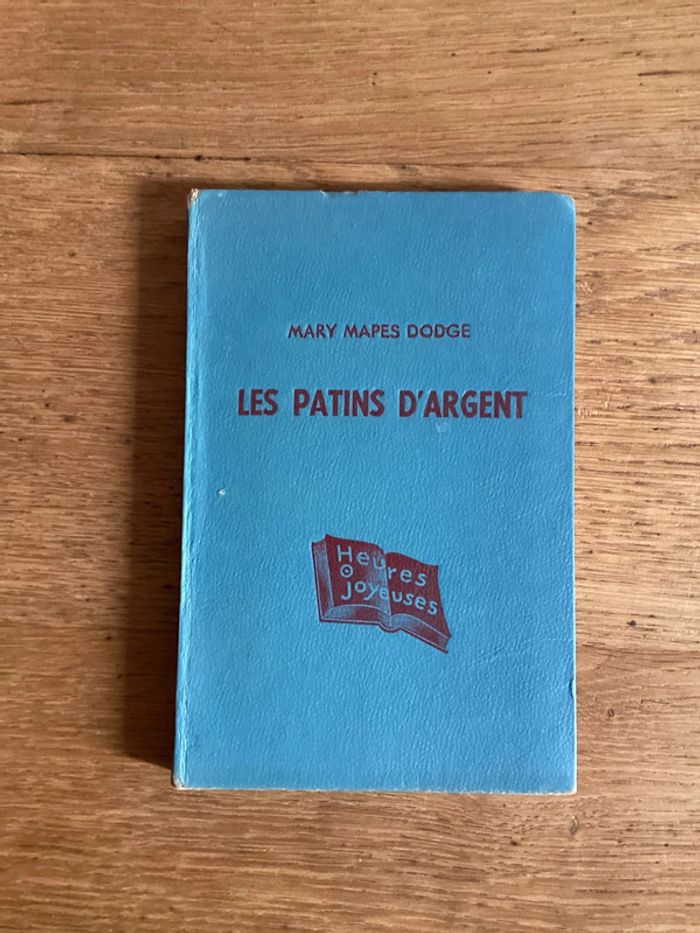 MARY MAPES DODGE
LES PATINS D'ARGENT
Heures
joyeuses